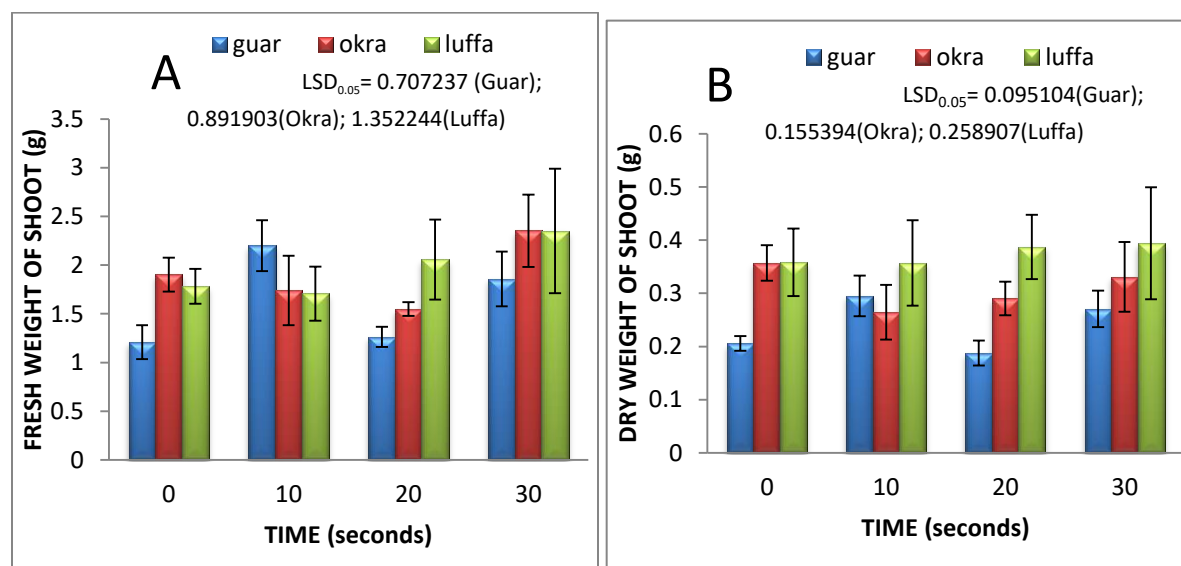 guar okra luffa
A
LSD0.05= 0.707237 (Guar);
0.891903(Okra); 1.352244(Luffa)
FRESH WEIGHT OF SHOOT (g)
3.5
3
2.5
2
1.5
1
0.5
0
0 10 20 30
TIME (seconds)
guar okra luffa
B
LSD0.05= 0.095104(Guar);
0.155394(Okra); 0.258907(Luffa)
DRY WEIGHT OF SHOOT (g)
0.6
0.5
0.4
0.3
0.2
0.1
0
0 10 20 30
TIME (seconds)